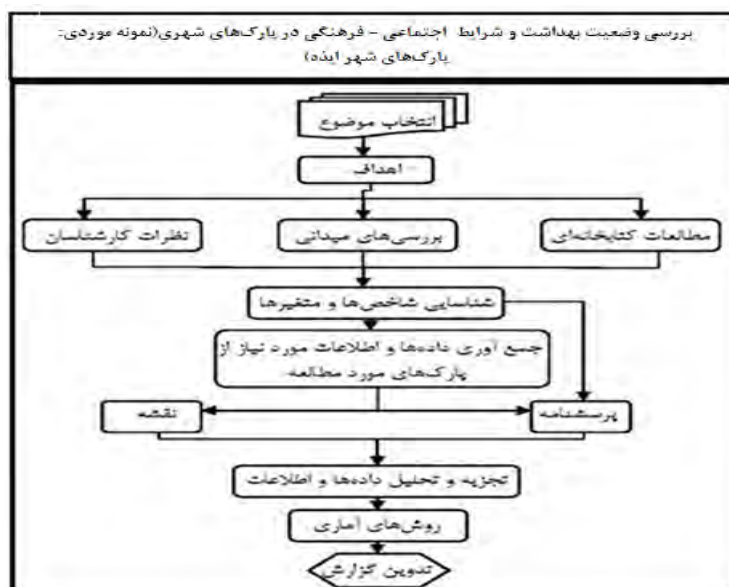 بررسی وضعیت بهداشت و شرایط اجتماعی - فرهنگی در پارک‌های شهری(نمونه موردی:
پارک‌های شهر ایذه)
انتخاب موضوع
اهداف
مطالعات کتابخانه‌ای
بررسی‌های میدانی
نظرات کارشناسان
شناسایی شاخص‌ها و متغیرها
جمع آوری داده‌ها و اطلاعات مورد نیاز از
پارک‌های مورد مطالعه
پرسشنامه
نقشه
تجزیه و تحلیل داده‌ها و اطلاعات
روش‌های آماری
تدوین گزارش